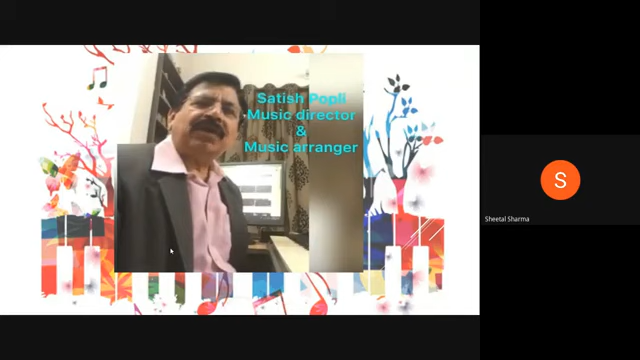 Satish Popli
Music director
&
Music arranger
S
Sheetal Sharma